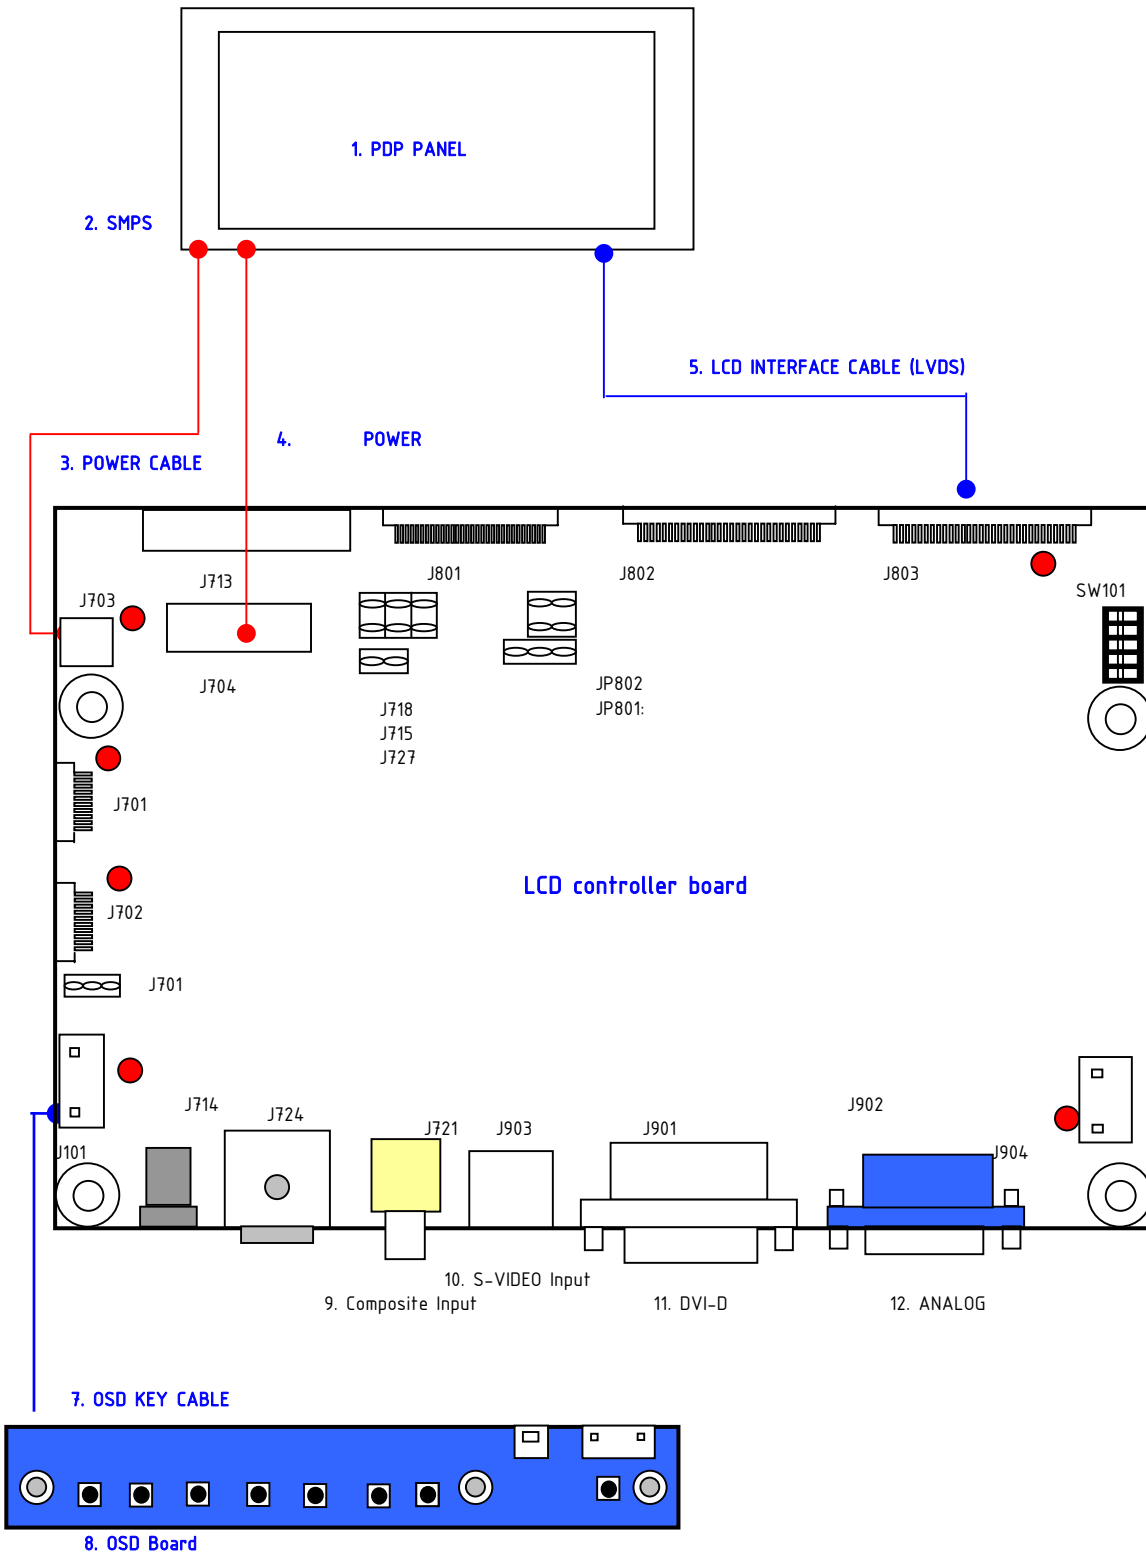 1. PDP PANEL
2. SMPS
5. LCD INTERFACE CABLE (LVDS)
4. POWER
3. POWER CABLE
J713
J801
J802
J803
SW101
J703
J704
JP802
JP801:
J718
J715
J727
J701
LCD controller board
J702
J701
J714
J724
J721
J903
J901
J902
J101
J904
10. S-VIDEO Input
9. Composite Input
11. DVI-D
12. ANALOG
7. OSD KEY CABLE
8. OSD Board